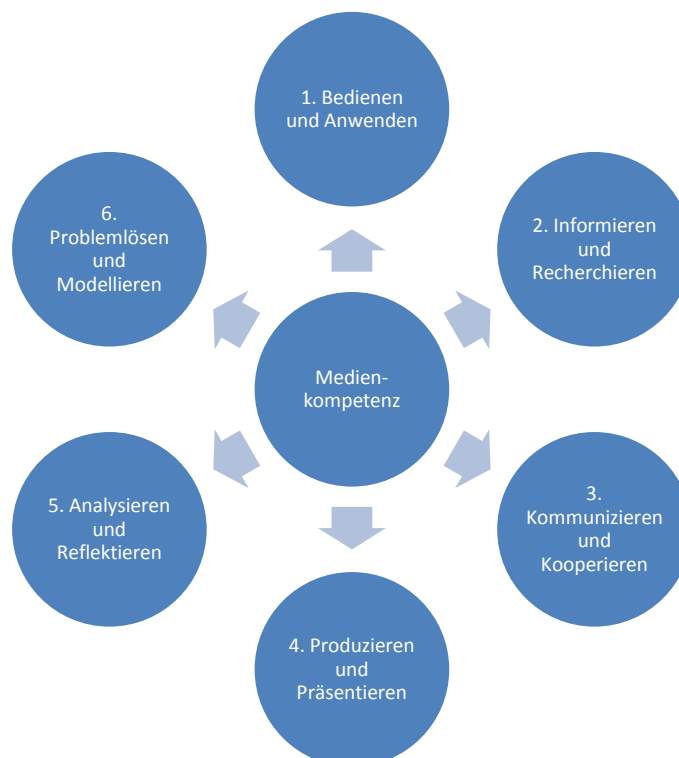 1. Bedienen
und Anwenden
2. Informieren
und
Recherchieren
3.
Kommunizieren
und
Kooperieren
4. Produzieren
und
Präsentieren
5. Analysieren
und
Reflektieren
6.
Problemlösen
und
Modellieren
Medien-
kompetenz